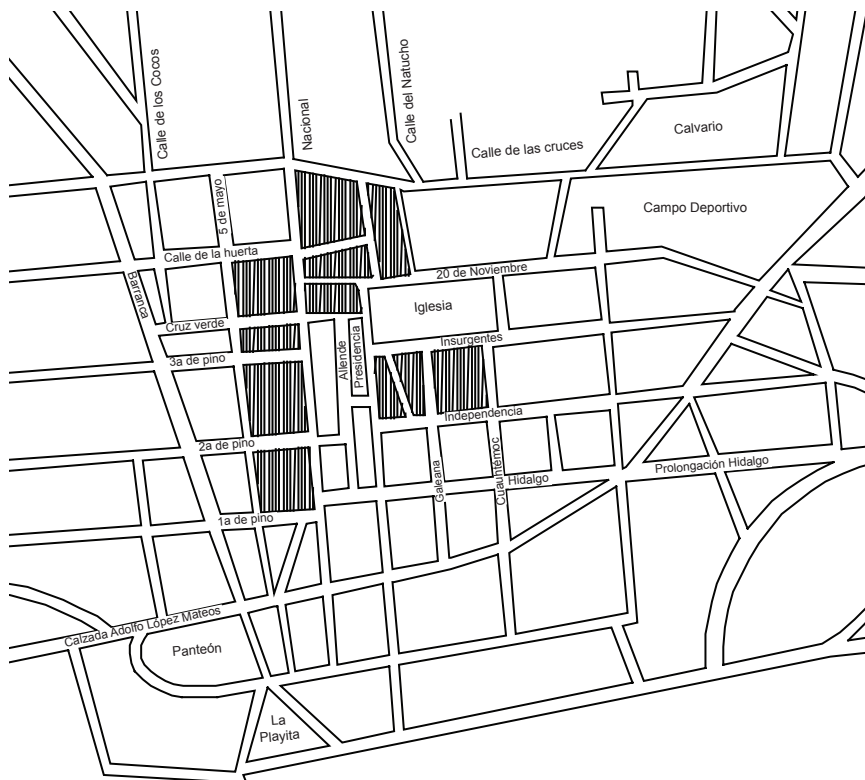 Calle de los Cocos
Nacional
Calle del Natucho
Calle de las cruces
Calvario
5 de mayo
Campo Deportivo
Calle de la huerta
20 de Noviembre
Barranca
Iglesia
Cruz verde
Insurgentes
Allende
Presidencia
3a de pino
Independencia
2a de pino
Galeana
Cuauhtémoc
Hidalgo
Prolongación Hidalgo
1a de pino
Calzada Adolfo López Mateos
Panteón
La
Playita